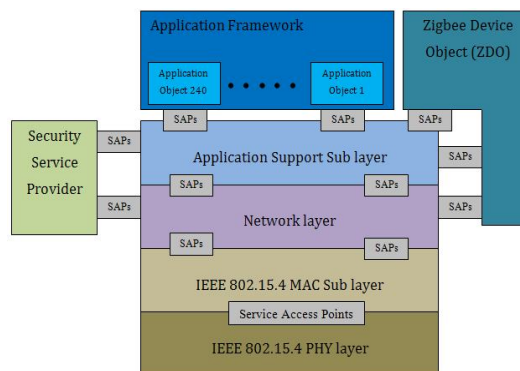 Application Framework
Zigbee Device
Object (ZDO)
Application
Object 240
Application
Object 1
SAPs
SAPs
SAPs
Security
Service
Provider
SAPs
Application Support Sub layer
SAPs
SAPs
SAPs
SAPs
Network layer
SAPs
SAPs
SAPs
IEEE 802.15.4 MAC Sub layer
Service Access Points
IEEE 802.15.4 PHY layer